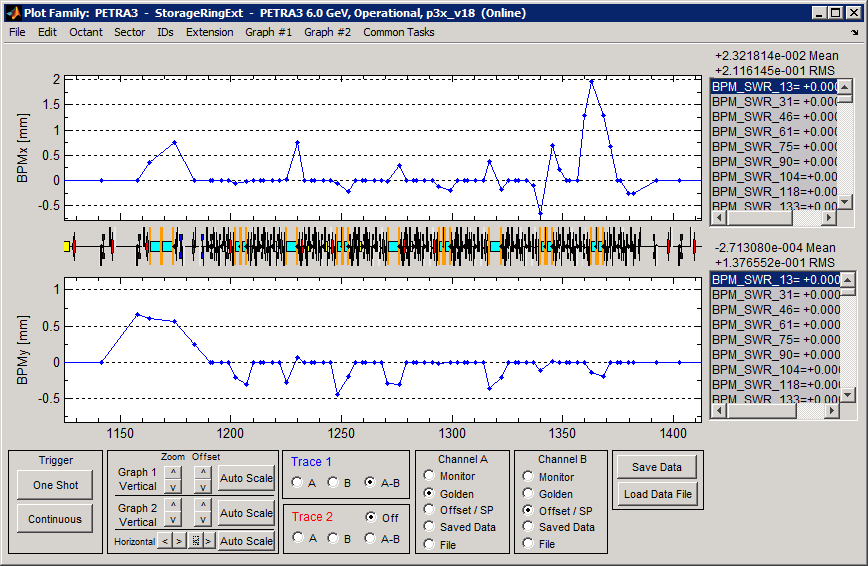 Plot Family: PETRA3 - StorageRingExt - PETRA3 6.0 GeV, Operational, p3x_v18 (Online)
File Edit Octant Sector IDs Extension Graph #1 Graph #2 Common Tasks
+2.321814e-002 Mean
+2.116145e-001 RMS
BPMx [mm]
2
1.5
1
0.5
0
-0.5
BPM_SWR_13= +0.000
BPM_SWR_31= +0.000
BPM_SWR_46= +0.000
BPM_SWR_61= +0.000
BPM_SWR_75= +0.000
BPM_SWR_90= +0.000
BPM_SWR_104= +0.000
BPM_SWR_118= +0.000
BPM_SWR_133= +0.000
-2.713080e-004 Mean
+1.376552e-001 RMS
BPMy [mm]
1
0.5
0
-0.5
1150 1200 1250 1300 1350 1400
BPM_SWR_13= +0.000
BPM_SWR_31= +0.000
BPM_SWR_46= +0.000
BPM_SWR_61= +0.000
BPM_SWR_75= +0.000
BPM_SWR_90= +0.000
BPM_SWR_104= +0.000
BPM_SWR_118=+0.000
BPM_SWR_133=+0.000
Trigger
One Shot
Continuous
Zoom Offset
Graph 1
Vertical
^ ^
v v
Auto Scale
Graph 2
Vertical
^ ^
v v
Auto Scale
Horizontal < > >
Auto Scale
Trace 1
A B A-B
Trace 2 Off
A B A-B
Channel A
Monitor
Golden
Offset / SP
Saved Data
File
Channel B
Monitor
Golden
Offset / SP
Saved Data
File
Save Data
Load Data File